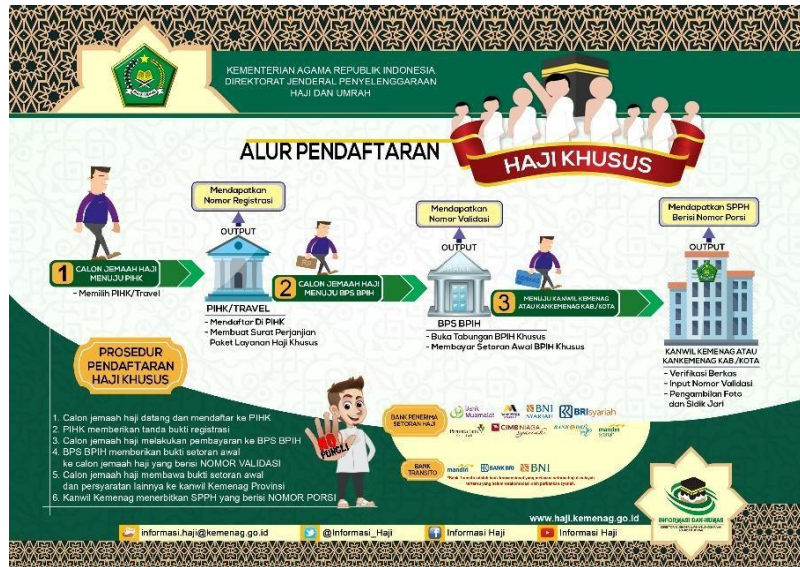 KEMENTERIAN AGAMA REPUBLIK INDONESIA
DIREKTORAT JENDERAL PENYELENGGARAAN
HAJI DAN UMRAH
ALUR PENDAFTARAN
HAJI KHUSUS
Mendapatkan
Nomor Registrasi
OUTPUT
Mendapatkan
Nomor Validasi
OUTPUT
Mendapatkan SPPH
Berisi Nomor Porsi
OUTPUT
1 CALON JEMAAH HAJI
MENUJU PIHK
- Memilih PIHK/Travel
PIHK/TRAVEL
- Mendaftar Di PIHK
- Membuat Surat Perjanjian
Paket Layanan Haji Khusus
2 CALON JEMAAH HAJI
MENUJU BPS BPIH
BPS BPIH
- Buka Tabungan BPIH Khusus
- Membayar Setoran Awal BPIH Khusus
3 MENUJU KANWIL KEMENAG
ATAU KANKEMENAG KAB./KOTA
KANWIL KEMENAG ATAU
KANKEMENAG KAB./KOTA
- Verifikasi Berkas
- Input Nomor Validasi
- Pengambilan Foto
dan Sidik Jari
PROSEDUR
PENDAFTARAN
HAJI KHUSUS
1. Calon jemaah haji datang dan mendaftar ke PIHK
2. PIHK memberikan tanda bukti registrasi
3. Calon jemaah haji melakukan pembayaran ke BPS BPIH
4. BPS BPIH memberikan bukti setoran awal
ke calon jemaah haji yang berisi NOMOR VALIDASI
5. Calon jemaah haji membawa bukti setoran awal
dan persyaratan lainnya ke kanwil Kemenag Provinsi
6. Kanwil Kemenag menerbitkan SPPH yang berisi NOMOR PORSI
NO
PUNGLI
BANK PENERIMA
SETORAN HAJI
Bank
Muamalat
BNI
SYARIAH
BRIsyariah
CIMB NIAGA
Syariah
mandiri
BANK
TRANSITO
mandiri
BANK BRI
BNI
www.haji.kemenag.go.id
INFORMASI DAN HUMAS
informasi.haji@kemenag.go.id
@Informasi_Haji
Informasi Haji
Informasi Haji